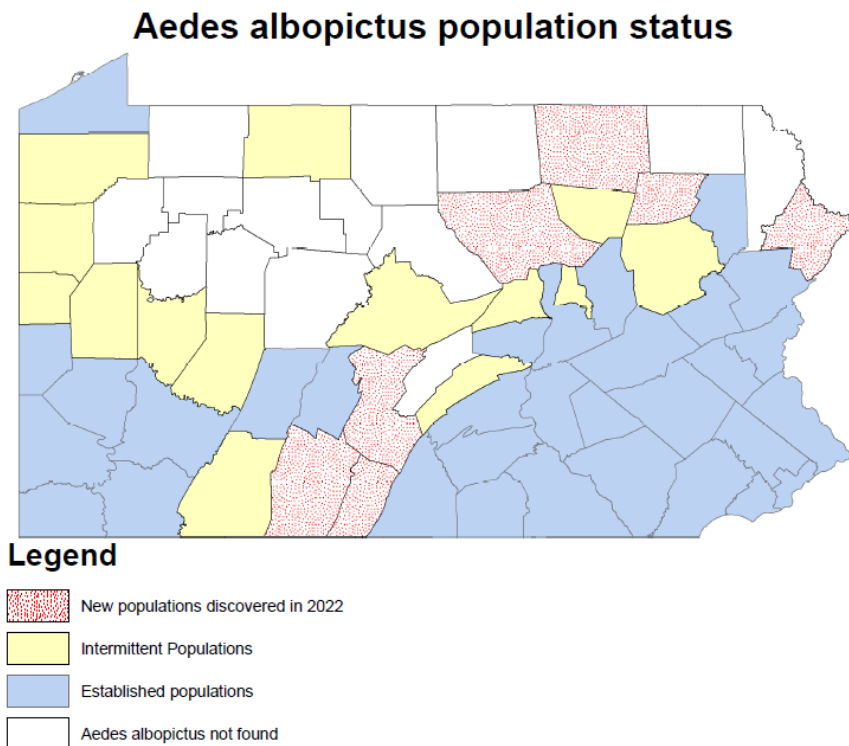 Aedes albopictus population status
Legend
New populations discovered in 2022
Intermittent Populations
Established populations
Aedes albopictus not found